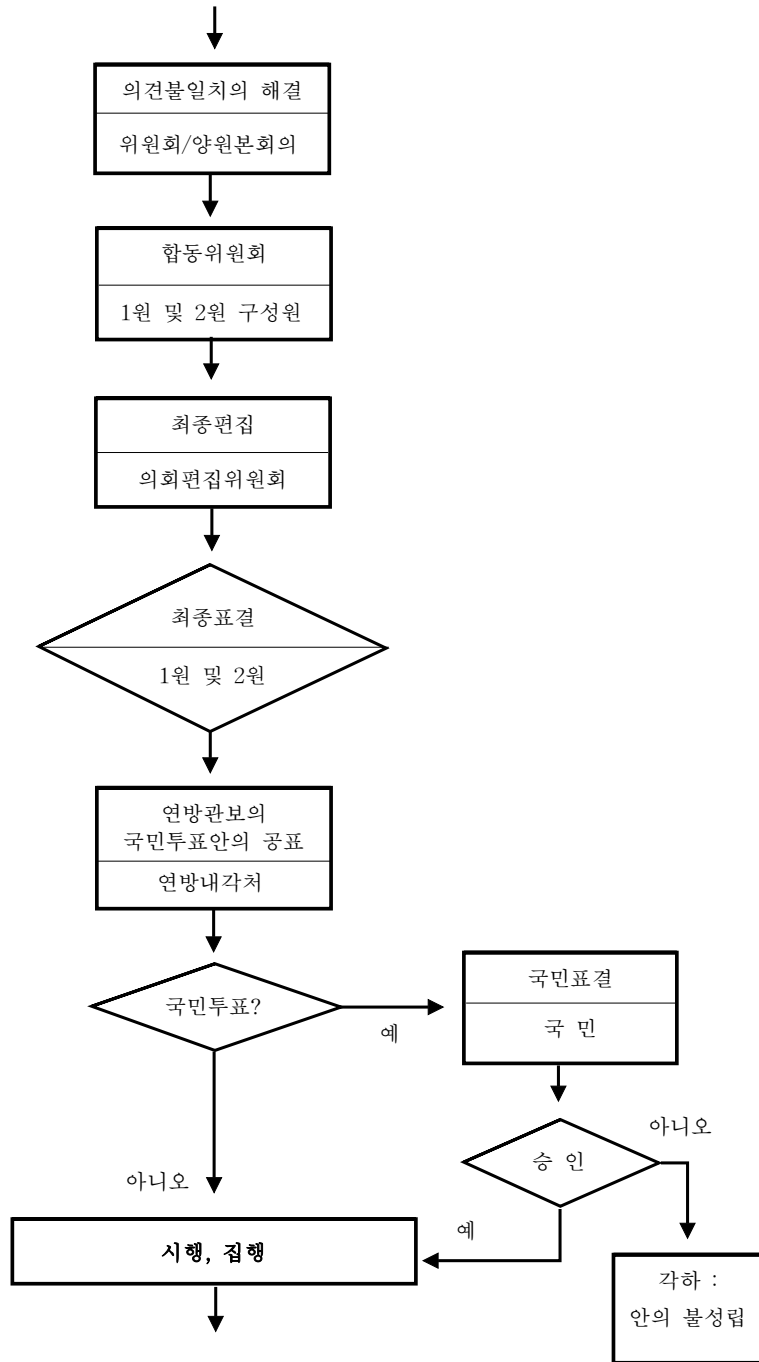 의견불일치의 해결
위원회/양원본회의
합동위원회
1원 및 2원 구성원
최종편집
의회편집위원회
최종표결
1원 및 2원
연방관보의
국민투표안의 공표
연방내각처
국민투표?
예
국민표결
국 민
승 인
아니오
아니오
예
시행, 집행
각하 :
안의 불성립